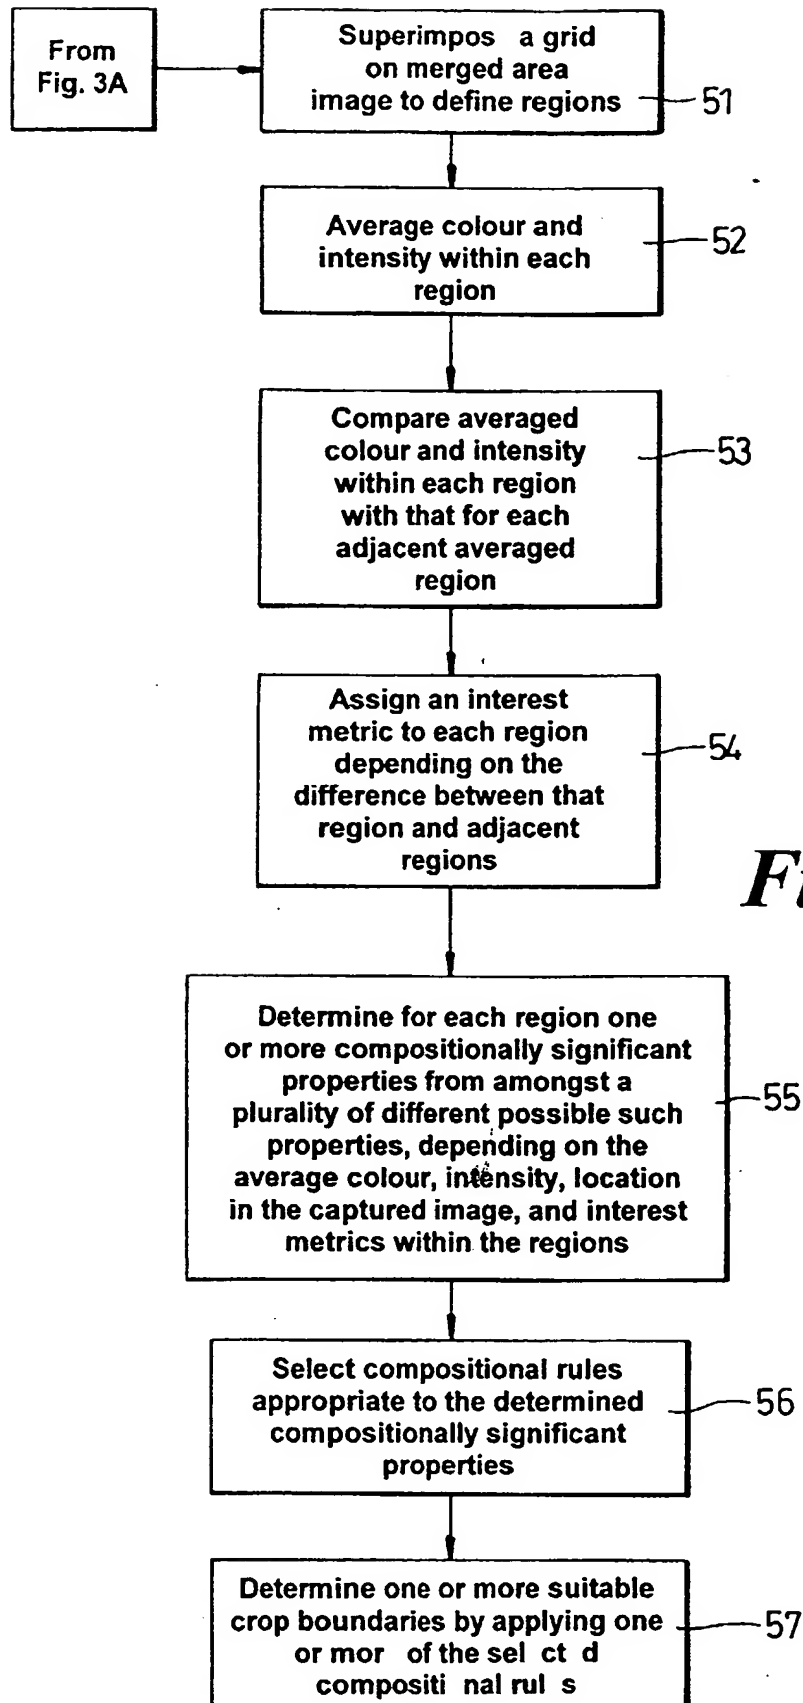 From
Fig. 3A
Superimpos a grid
on merged area
image to define regions
51
Average colour and
intensity within each
region
52
Compare averaged
colour and intensity
within each region
with that for each
adjacent averaged
region
53
Assign an interest
metric to each region
depending on the
difference between that
region and adjacent
regions
54
Determine for each region one
or more compositionally significant
properties from amongst a
plurality of different possible such
properties, depending on the
average colour, intensity, location
in the captured image, and interest
metrics within the regions
55
Select compositional rules
appropriate to the determined
compositionally significant
properties
56
Determine one or more suitable
crop boundaries by applying one
or mor of the sel ct d
compositi nal rul s
57